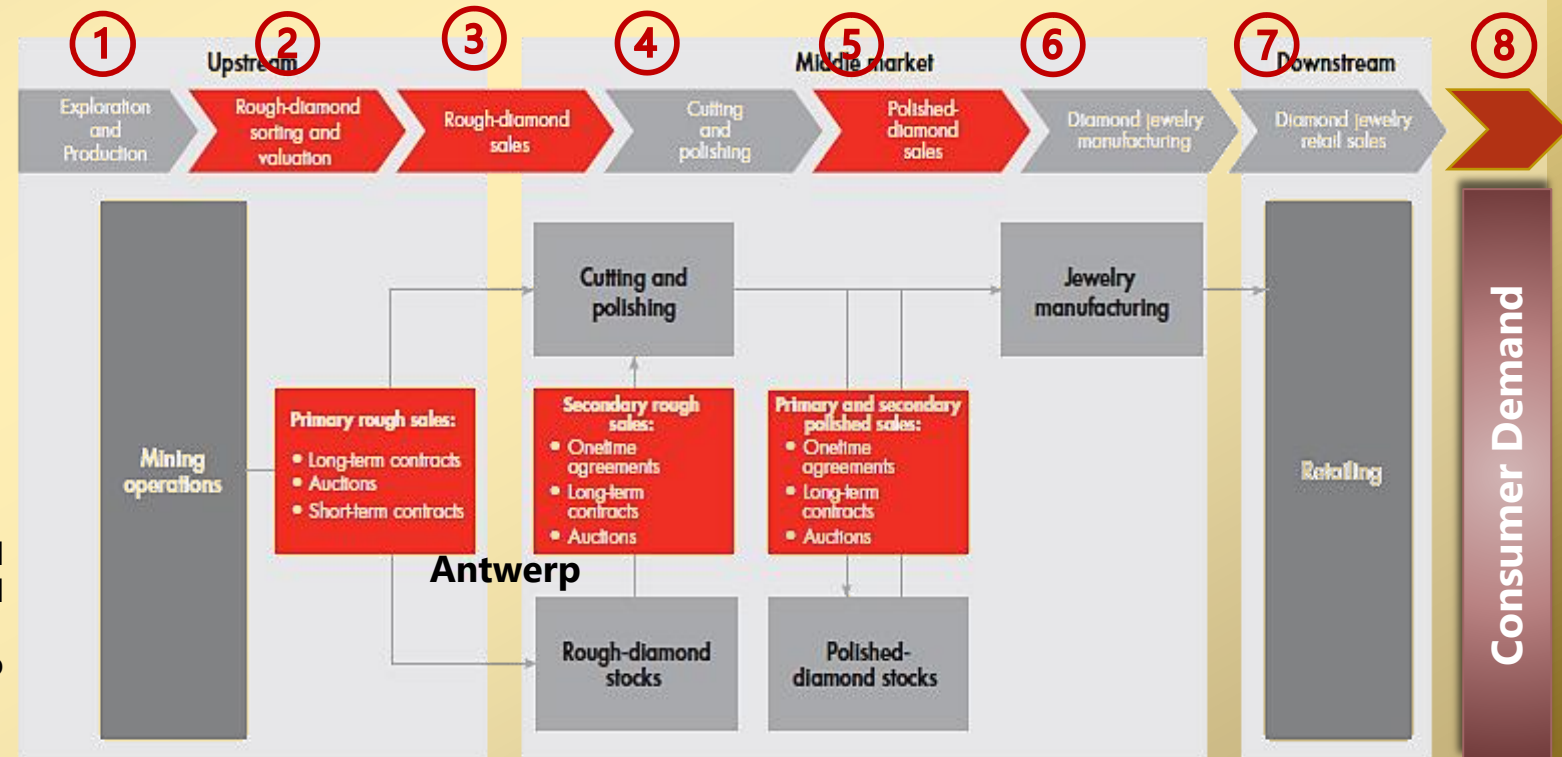 1
2
3
4
5
6
7
8
Upstream
Middle market
Downstream
Exploration
and
Production
Rough-diamond
sorting and
valuation
Rough-diamond
sales
Cutting
and
polishing
Polished-
diamond
sales
Diamond jewelry
manufacturing
Diamond jewelry
retail sales
Mining
operations
Primary rough sales:
• Long-term contracts
• Auctions
• Short-term contracts
Antwerp
Cutting and
polishing
Secondary rough
sales:
• Onetime
agreements
• Long-term
contracts
• Auctions
Rough-diamond
stocks
Primary and secondary
polished sales:
• Onetime
agreements
• Long-term
contracts
• Auctions
Polished-
diamond stocks
Jewelry
manufacturing
Retailing
Consumer Demand